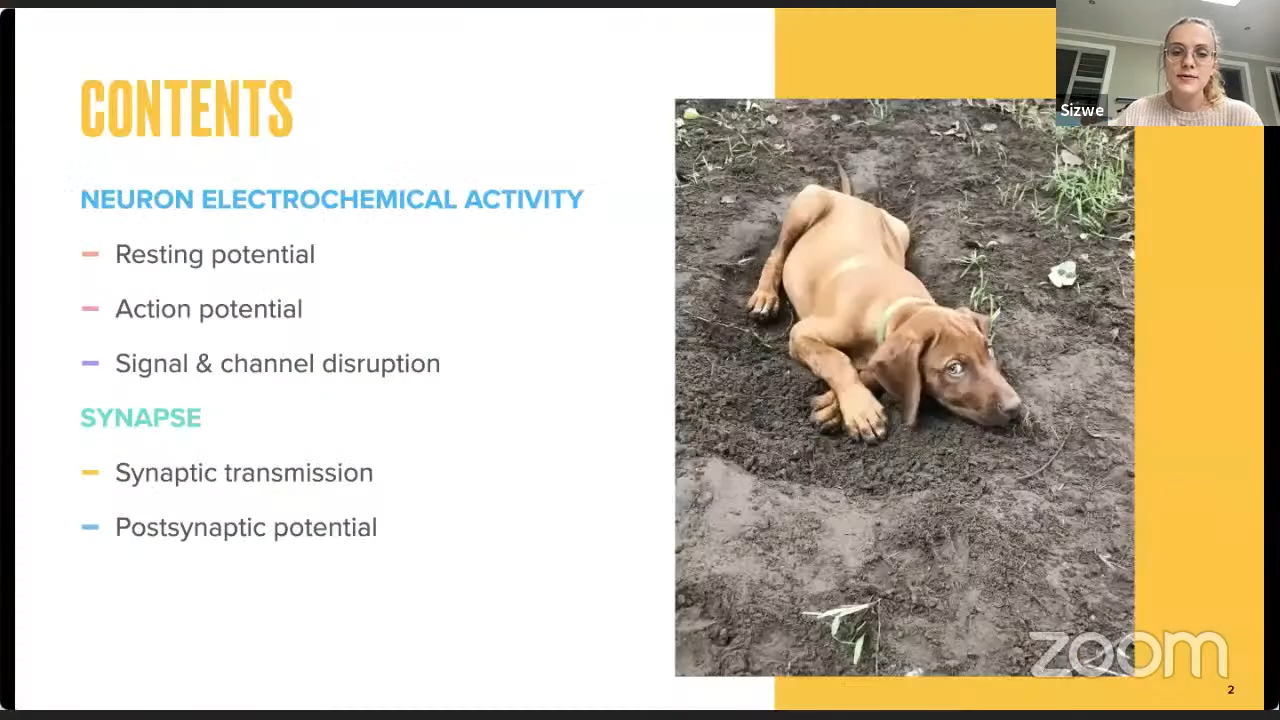 CONTENTS
NEURON ELECTROCHEMICAL ACTIVITY
Resting potential
Action potential
Signal & channel disruption
SYNAPSE
Synaptic transmission
Postsynaptic potential
Sizwe
zoom
2